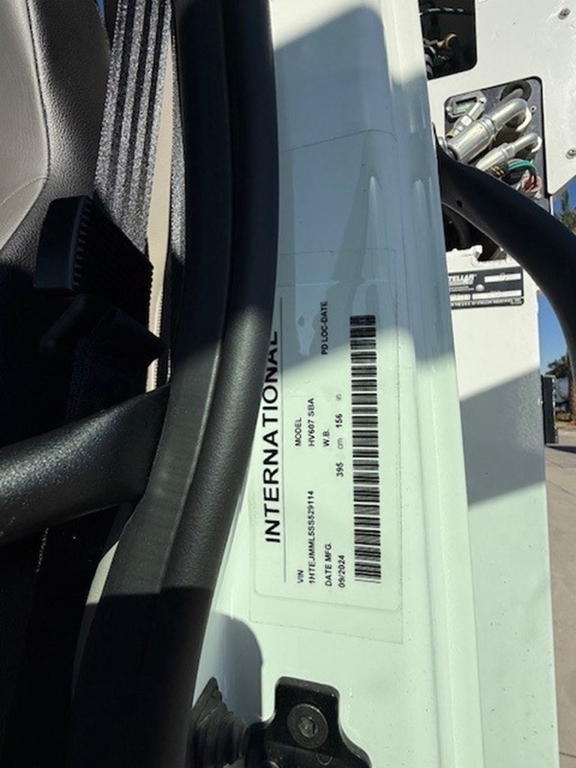 INTERNATIONAL
VIN MODEL
1HTEJMML5SS529114 HV607 SBA
DATE MFG. W.B. PD LOC-DATE
09/2024 395 cm 156 in